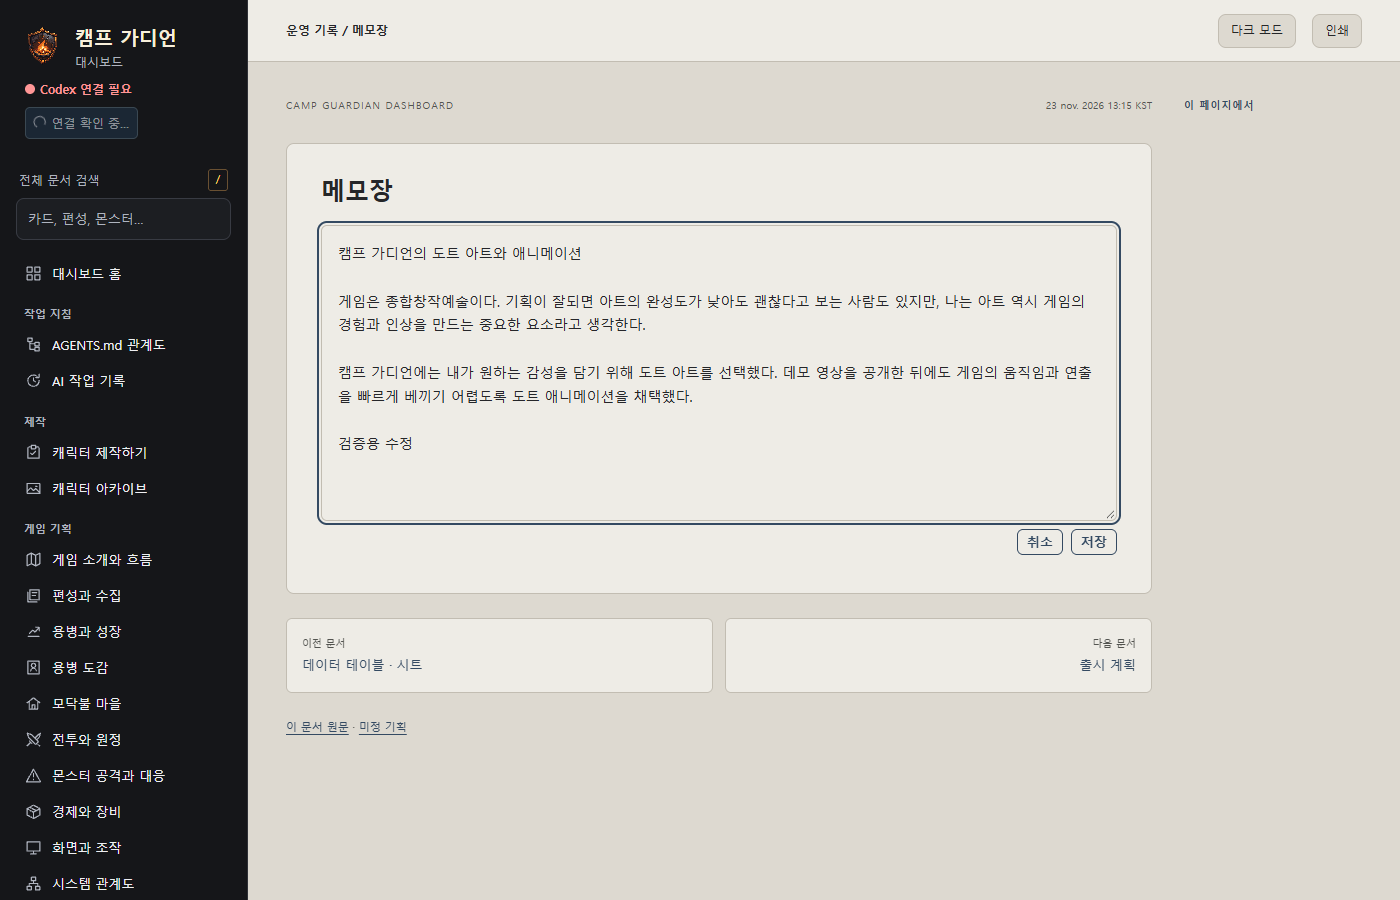 캠프 가디언
대시보드
Codex 연결 필요
연결 확인 중...
전체 문서 검색
/
카드, 편성, 몬스터...
대시보드 홈
작업 지침
AGENTS.md 관계도
AI 작업 기록
제작
캐릭터 제작하기
캐릭터 아카이브
게임 기획
게임 소개와 흐름
편성과 수집
용병과 성장
용병 도감
모닥불 마을
전투와 원정
몬스터 공격과 대응
경제와 장비
화면과 조작
시스템 관계도
운영 기록 / 메모장
다크 모드
인쇄
CAMP GUARDIAN DASHBOARD
23 nov. 2026 13:15 KST
이 페이지에서
메모장
캠프 가디언의 도트 아트와 애니메이션
게임은 종합창작예술이다. 기획이 잘되면 아트의 완성도가 낮아도 괜찮다고 보는 사람도 있지만, 나는 아트 역시 게임의
경험과 인상을 만드는 중요한 요소라고 생각한다.
캠프 가디언에는 내가 원하는 감성을 담기 위해 도트 아트를 선택했다. 데모 영상을 공개한 뒤에도 게임의 움직임과 연출
을 빠르게 베끼기 어렵도록 도트 애니메이션을 채택했다.
검증용 수정
취소
저장
이전 문서
데이터 테이블 · 시트
다음 문서
출시 계획
이 문서 원문 · 미정 기획